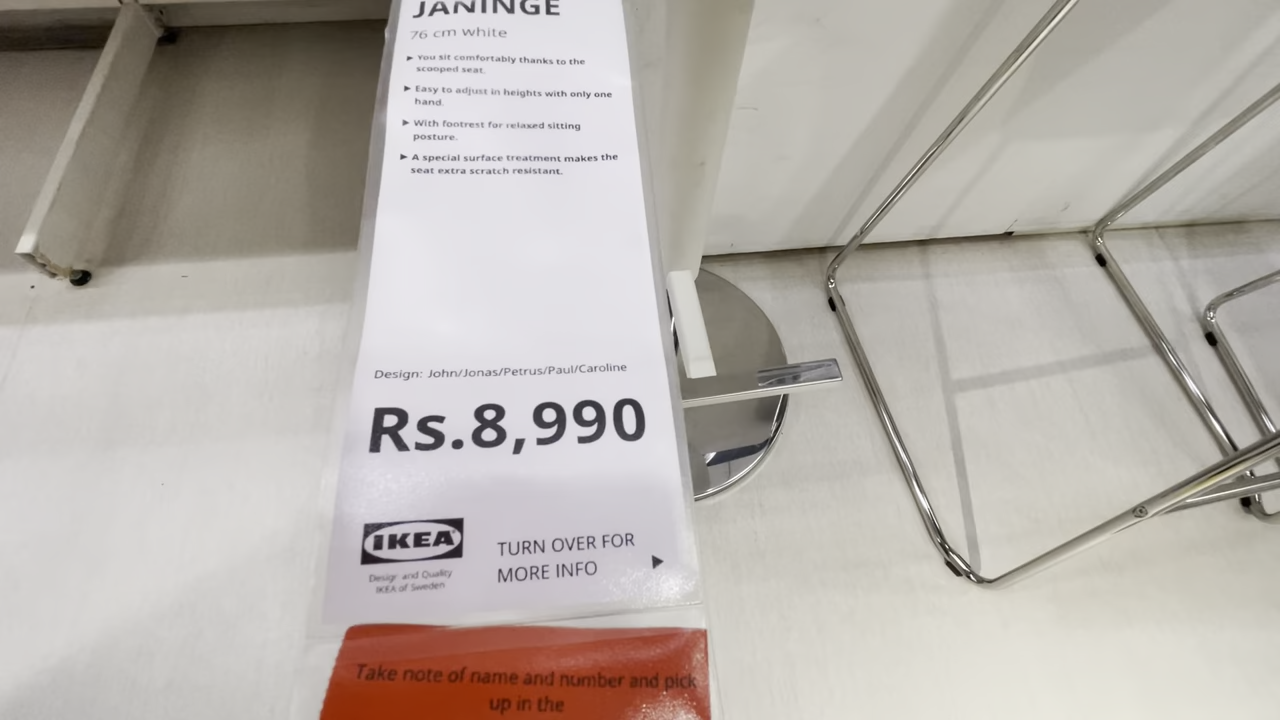 JANINGE
76 cm white
▶ You sit comfortably thanks to the
scooped seat.
▶ Easy to adjust in heights with only one
hand.
▶ With footrest for relaxed sitting
posture.
▶ A special surface treatment makes the
seat extra scratch resistant.
Design: John/Jonas/Petrus/Paul/Caroline
Rs.8,990
IKEA
Design and Quality
IKEA of Sweden
TURN OVER FOR
MORE INFO ▶
Take note of name and number and pick
up in the